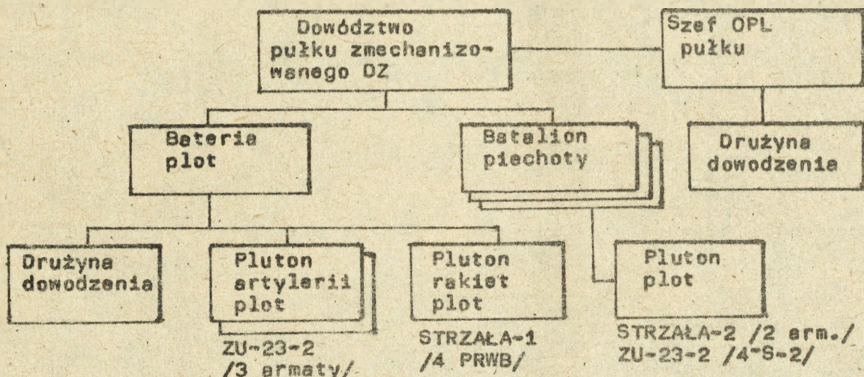 Dowództwo
pułku zmechanizo-
wanego DZ
Szef OPL
pułku
Bateria
plot
Batalion
piechoty
Drużyna
dowodzenia
Drużyna
dowodzenia
Pluton
artylerii
plot
Pluton
rakiet
plot
Pluton
plot
ZU-23-2
/3 armaty/
STRZAŁA-1
/4 PRWB/
STRZAŁA-2 /2 arm./
ZU-23-2 /4-S-2/